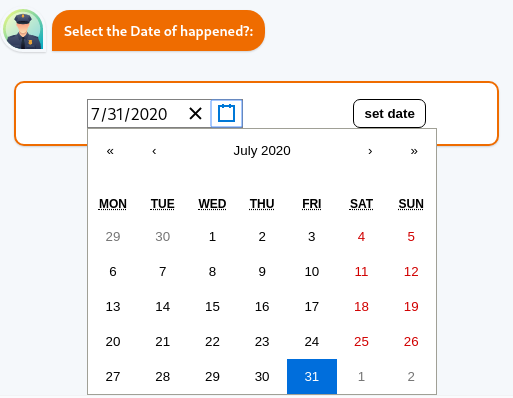 Select the Date of happened?:
7/31/2020
set date
« ‹ July 2020 › »
MON TUE WED THU FRI SAT SUN
29 30 1 2 3 4 5
6 7 8 9 10 11 12
13 14 15 16 17 18 19
20 21 22 23 24 25 26
27 28 29 30 31 1 2